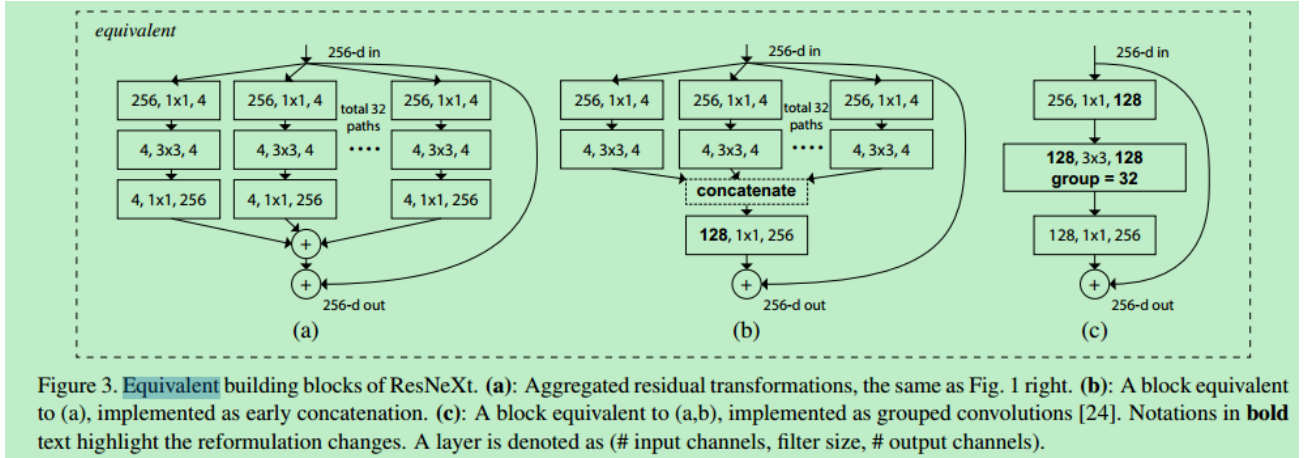 equivalent
256-d in
256, 1x1, 4
256, 1x1, 4
total 32
paths
256, 1x1, 4
4, 3x3, 4
4, 3x3, 4
....
4, 3x3, 4
4, 1x1, 256
4, 1x1, 256
4, 1x1, 256
+
+
256-d out
(a)
256-d in
256, 1x1, 4
256, 1x1, 4
total 32
paths
256, 1x1, 4
4, 3x3, 4
4, 3x3, 4
....
4, 3x3, 4
concatenate
128, 1x1, 256
+
256-d out
(b)
256-d in
256, 1x1, 128
128, 3x3, 128
group = 32
128, 1x1, 256
+
256-d out
(c)
Figure 3. Equivalent building blocks of ResNeXt. (a): Aggregated residual transformations, the same as Fig. 1 right. (b): A block equivalent
to (a), implemented as early concatenation. (c): A block equivalent to (a,b), implemented as grouped convolutions [24]. Notations in bold
text highlight the reformulation changes. A layer is denoted as (# input channels, filter size, # output channels).